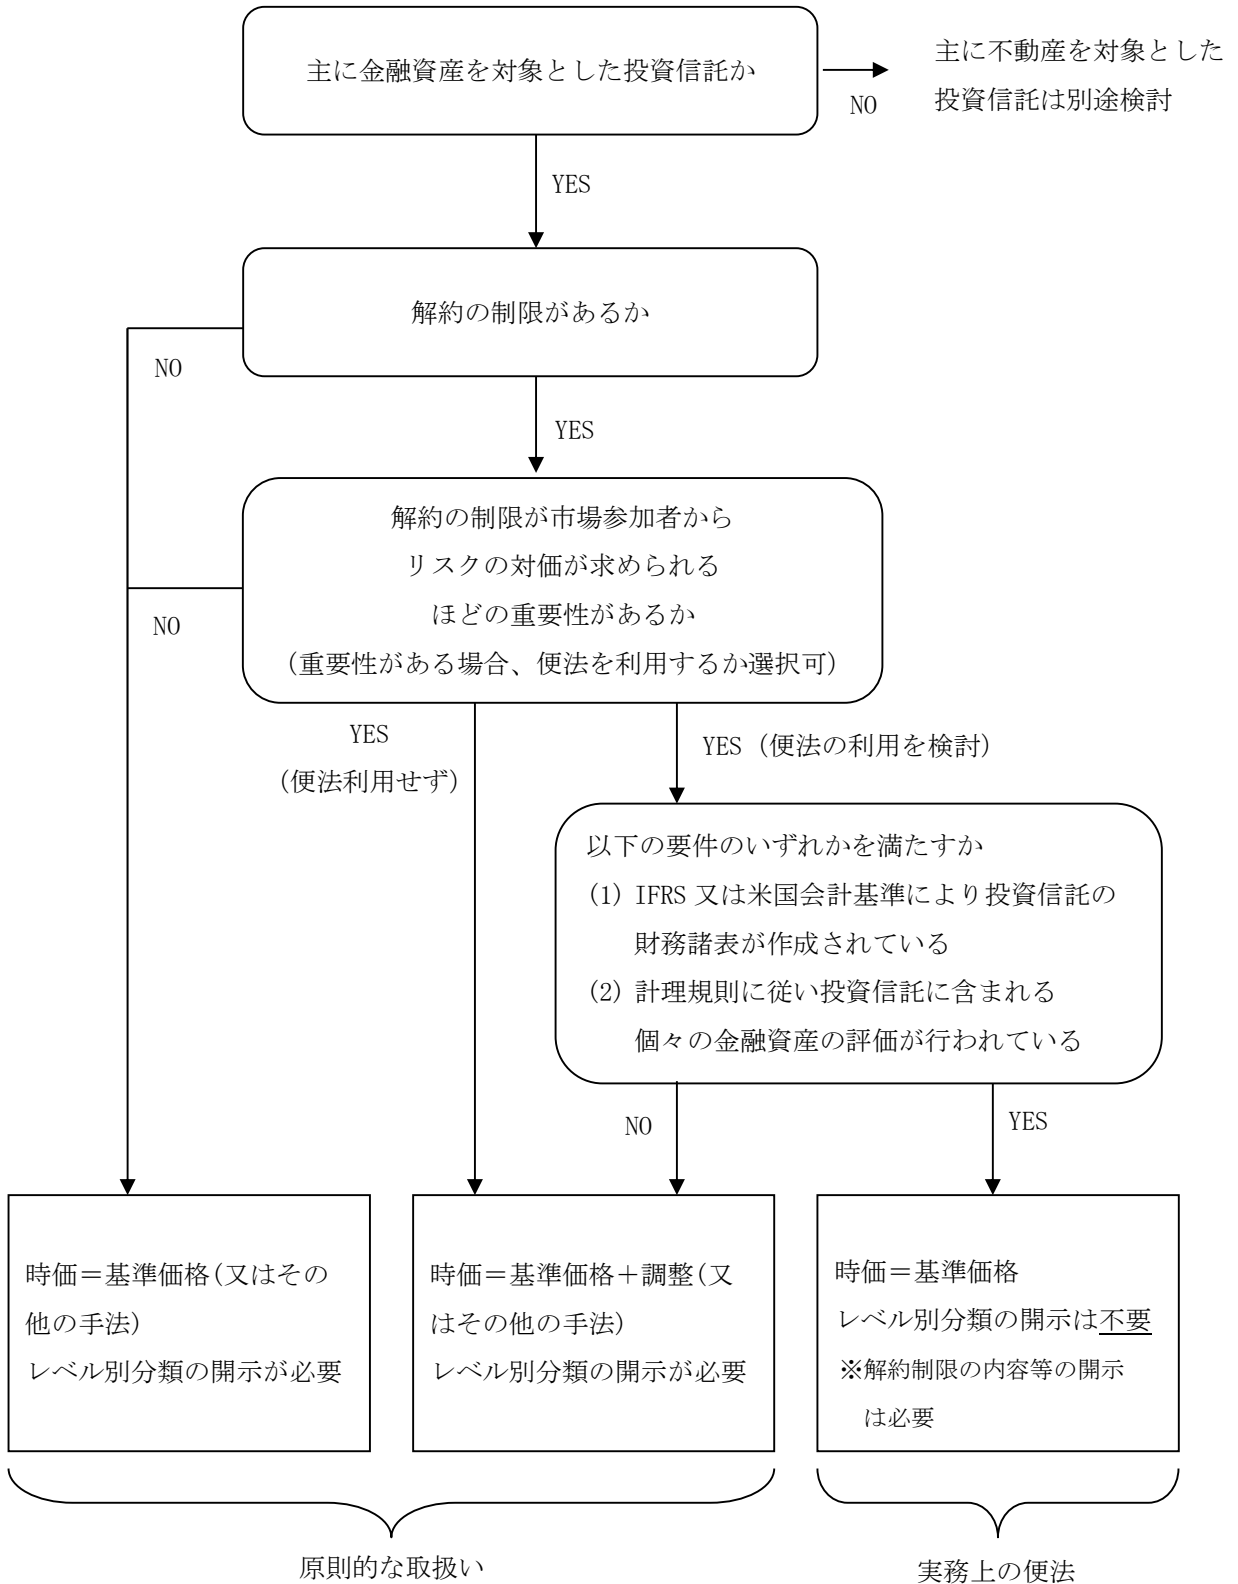 主に金融資産を対象とした投資信託か
主に不動産を対象とした
投資信託は別途検討
NO
YES
解約の制限があるか
NO
YES
解約の制限が市場参加者から
リスクの対価が求められる
ほどの重要性があるか
(重要性がある場合、便法を利用するか選択可)
NO
YES
(便法利用せず)
YES (便法の利用を検討)
以下の要件のいずれかを満たすか
(1) IFRS 又は米国会計基準により投資信託の
財務諸表が作成されている
(2) 計理規則に従い投資信託に含まれる
個々の金融資産の評価が行われている
NO
YES
時価＝基準価格(又はその
他の手法)
レベル別分類の開示が必要
時価＝基準価格＋調整(又
はその他の手法)
レベル別分類の開示が必要
時価＝基準価格
レベル別分類の開示は不要
※解約制限の内容等の開示
は必要
原則的な取扱い
実務上の便法